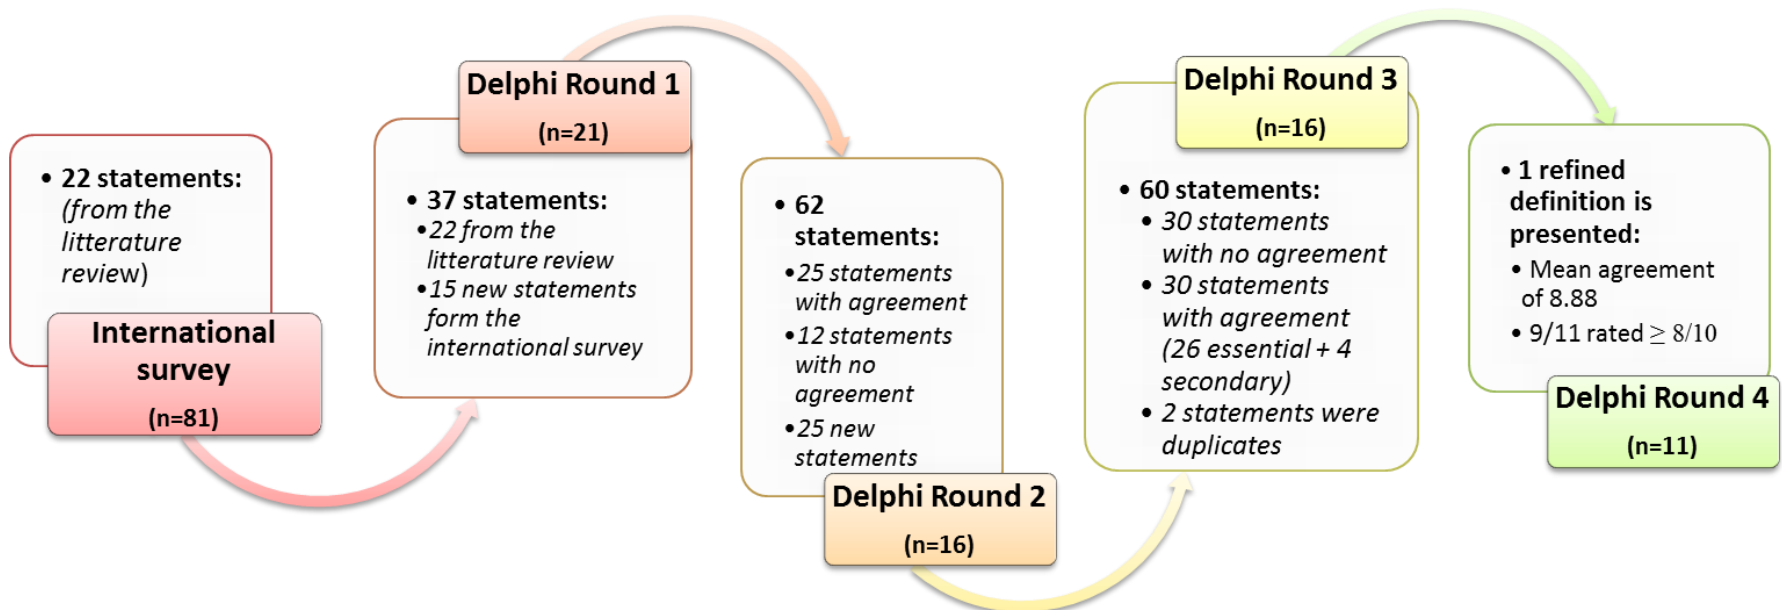 • 22 statements:
(from the
litterature
review)
International
survey
(n=81)
Delphi Round 1
(n=21)
• 37 statements:
•22 from the
litterature review
•15 new statements
form the
international survey
• 62
statements:
•25 statements
with agreement
•12 statements
with no
agreement
•25 new
statements
Delphi Round 2
(n=16)
Delphi Round 3
(n=16)
• 60 statements:
• 30 statements
with no agreement
• 30 statements
with agreement
(26 essential + 4
secondary)
• 2 statements were
duplicates
• 1 refined
definition is
presented:
• Mean agreement
of 8.88
• 9/11 rated ≥ 8/10
Delphi Round 4
(n=11)